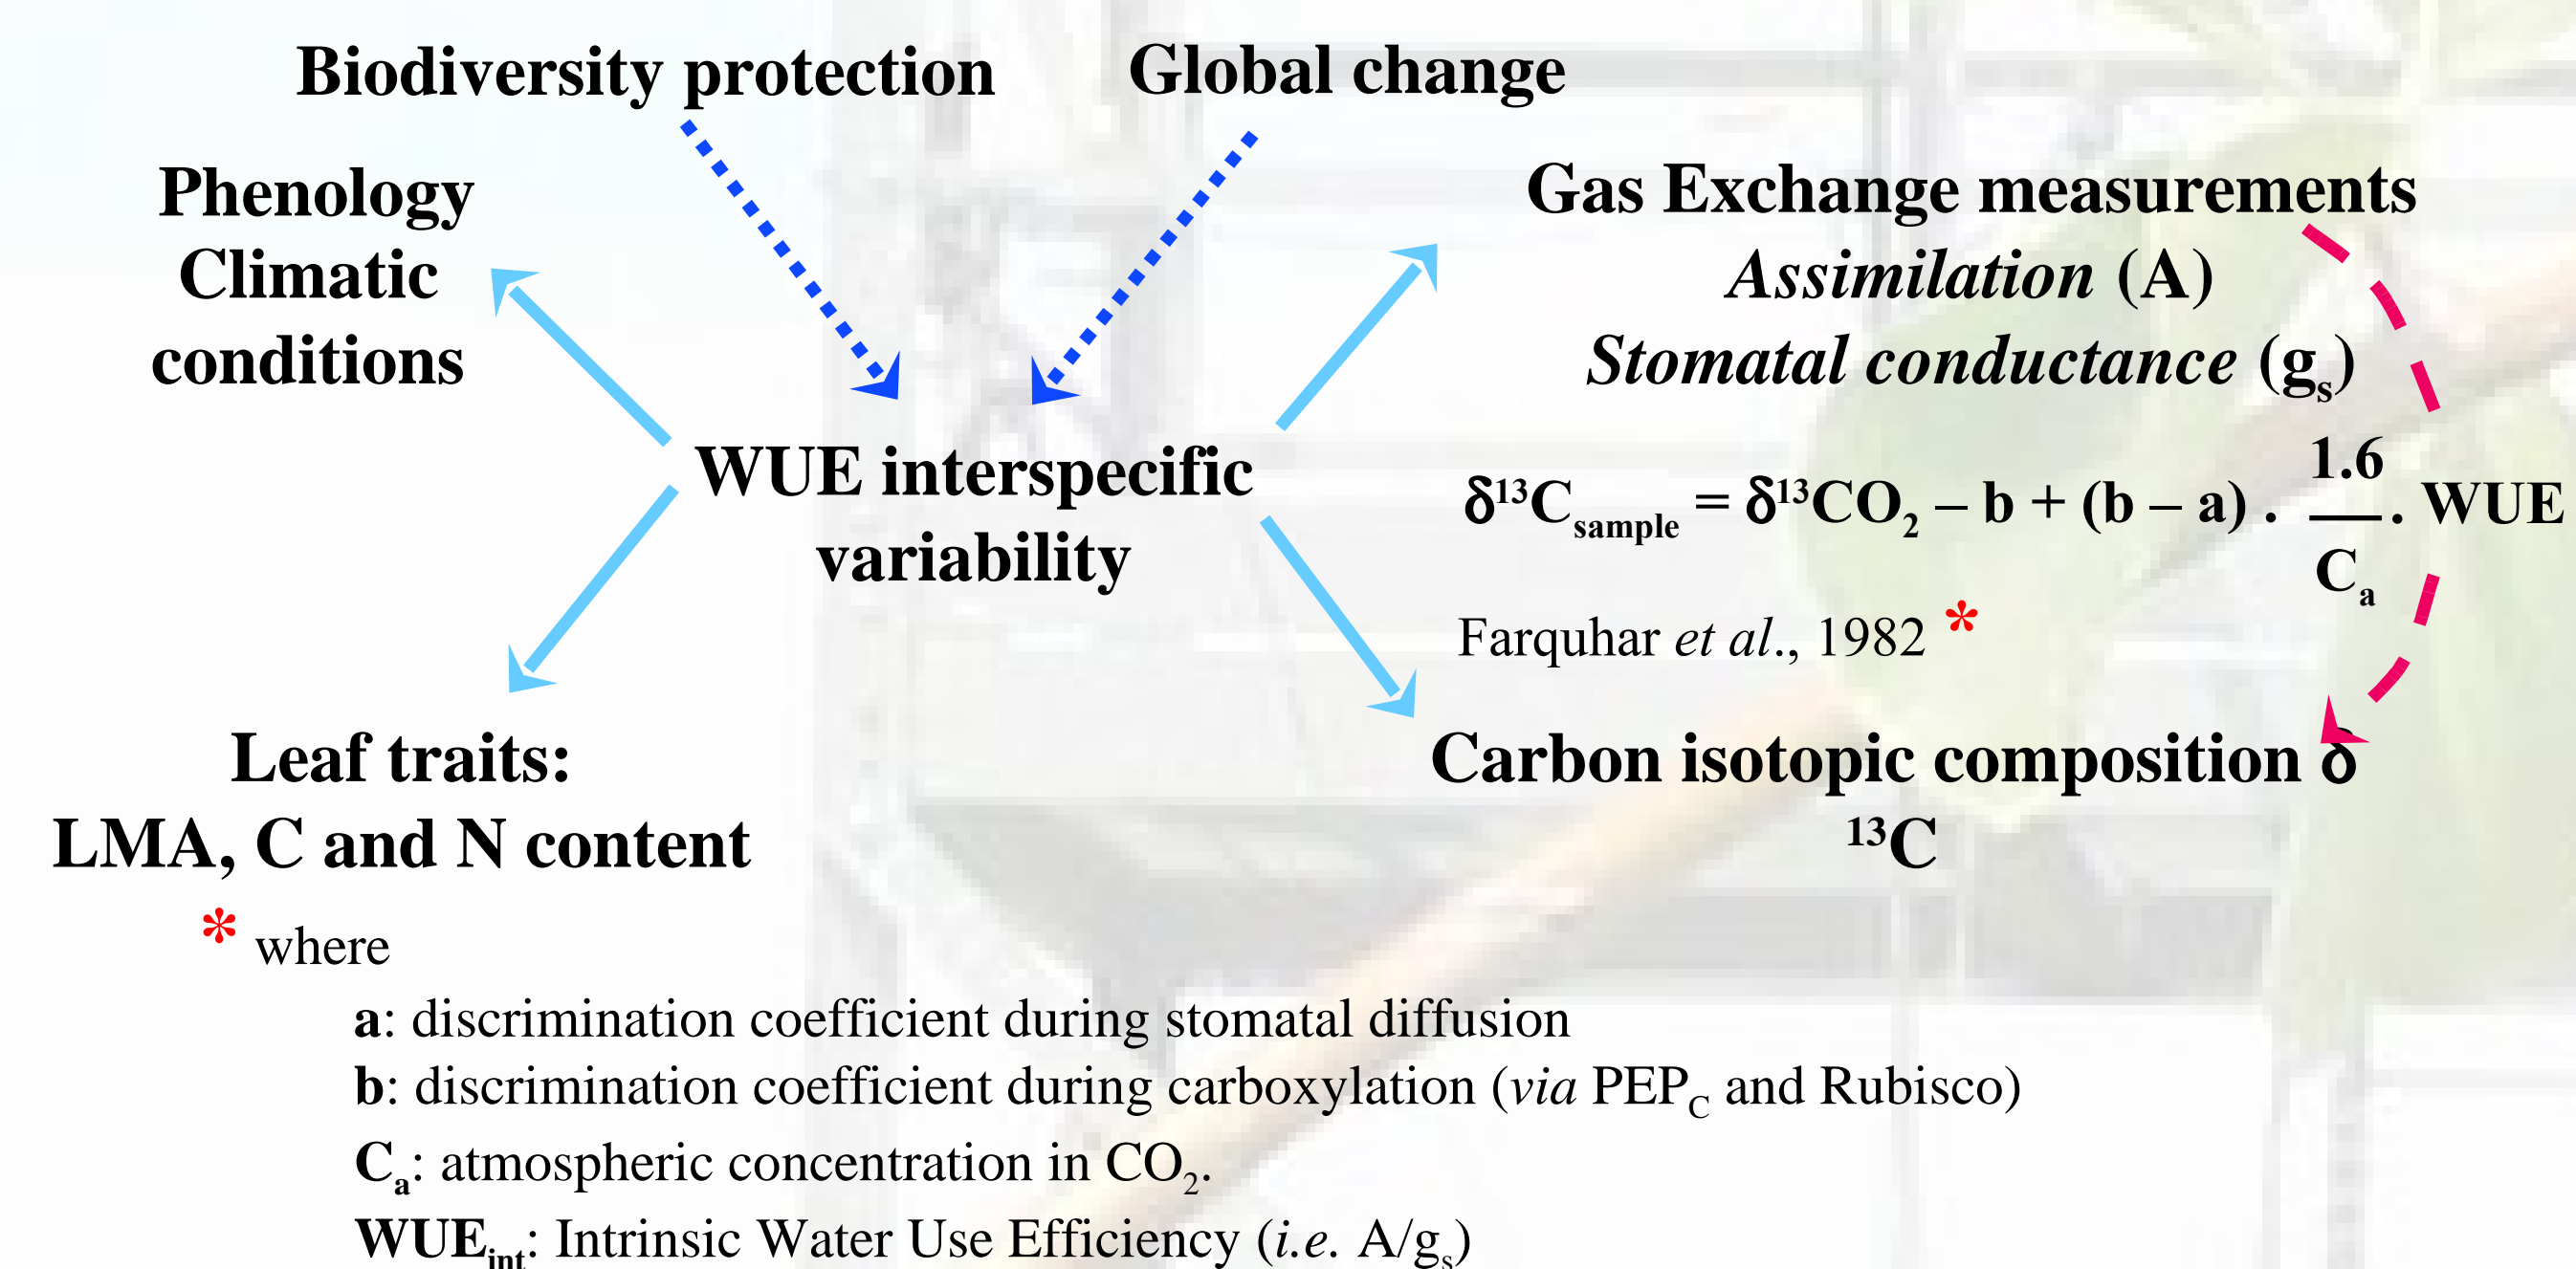 Biodiversity protection
Global change
Phenology
Climatic
conditions
Gas Exchange measurements
Assimilation (A)
Stomatal conductance (gₛ)
WUE interspecific
variability
δ¹³C_sample = δ¹³CO₂ – b + (b – a) . 1.6 / Cₐ . WUE
Farquhar et al., 1982 *
Leaf traits:
LMA, C and N content
Carbon isotopic composition δ
¹³C
* where
a: discrimination coefficient during stomatal diffusion
b: discrimination coefficient during carboxylation (via PEP_C and Rubisco)
Cₐ: atmospheric concentration in CO₂.
WUE_int: Intrinsic Water Use Efficiency (i.e. A/gₛ)